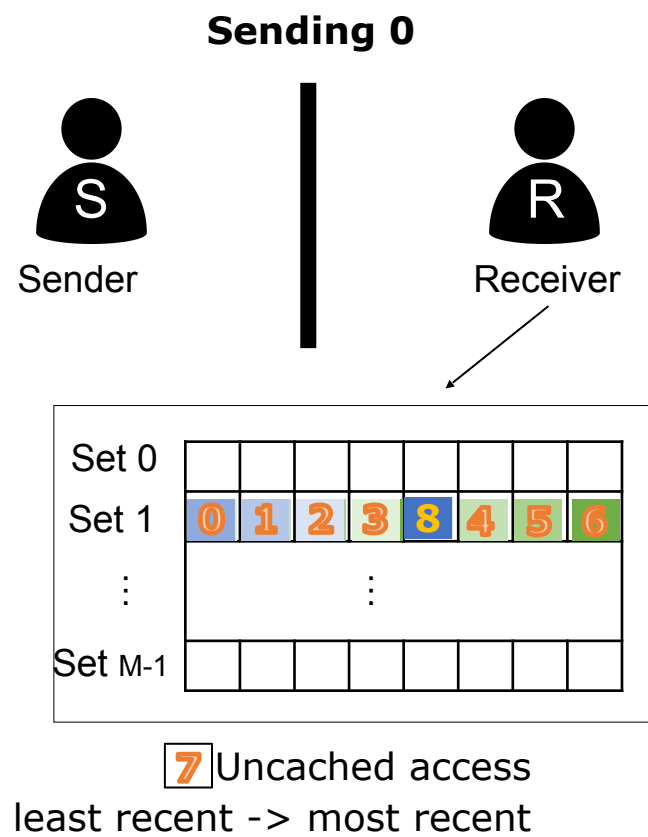 Sending 0
S R
Sender Receiver
Set 0
Set 1 0 1 2 3 8 4 5 6
⋮ ⋮
Set M-1
7 Uncached access
least recent -> most recent